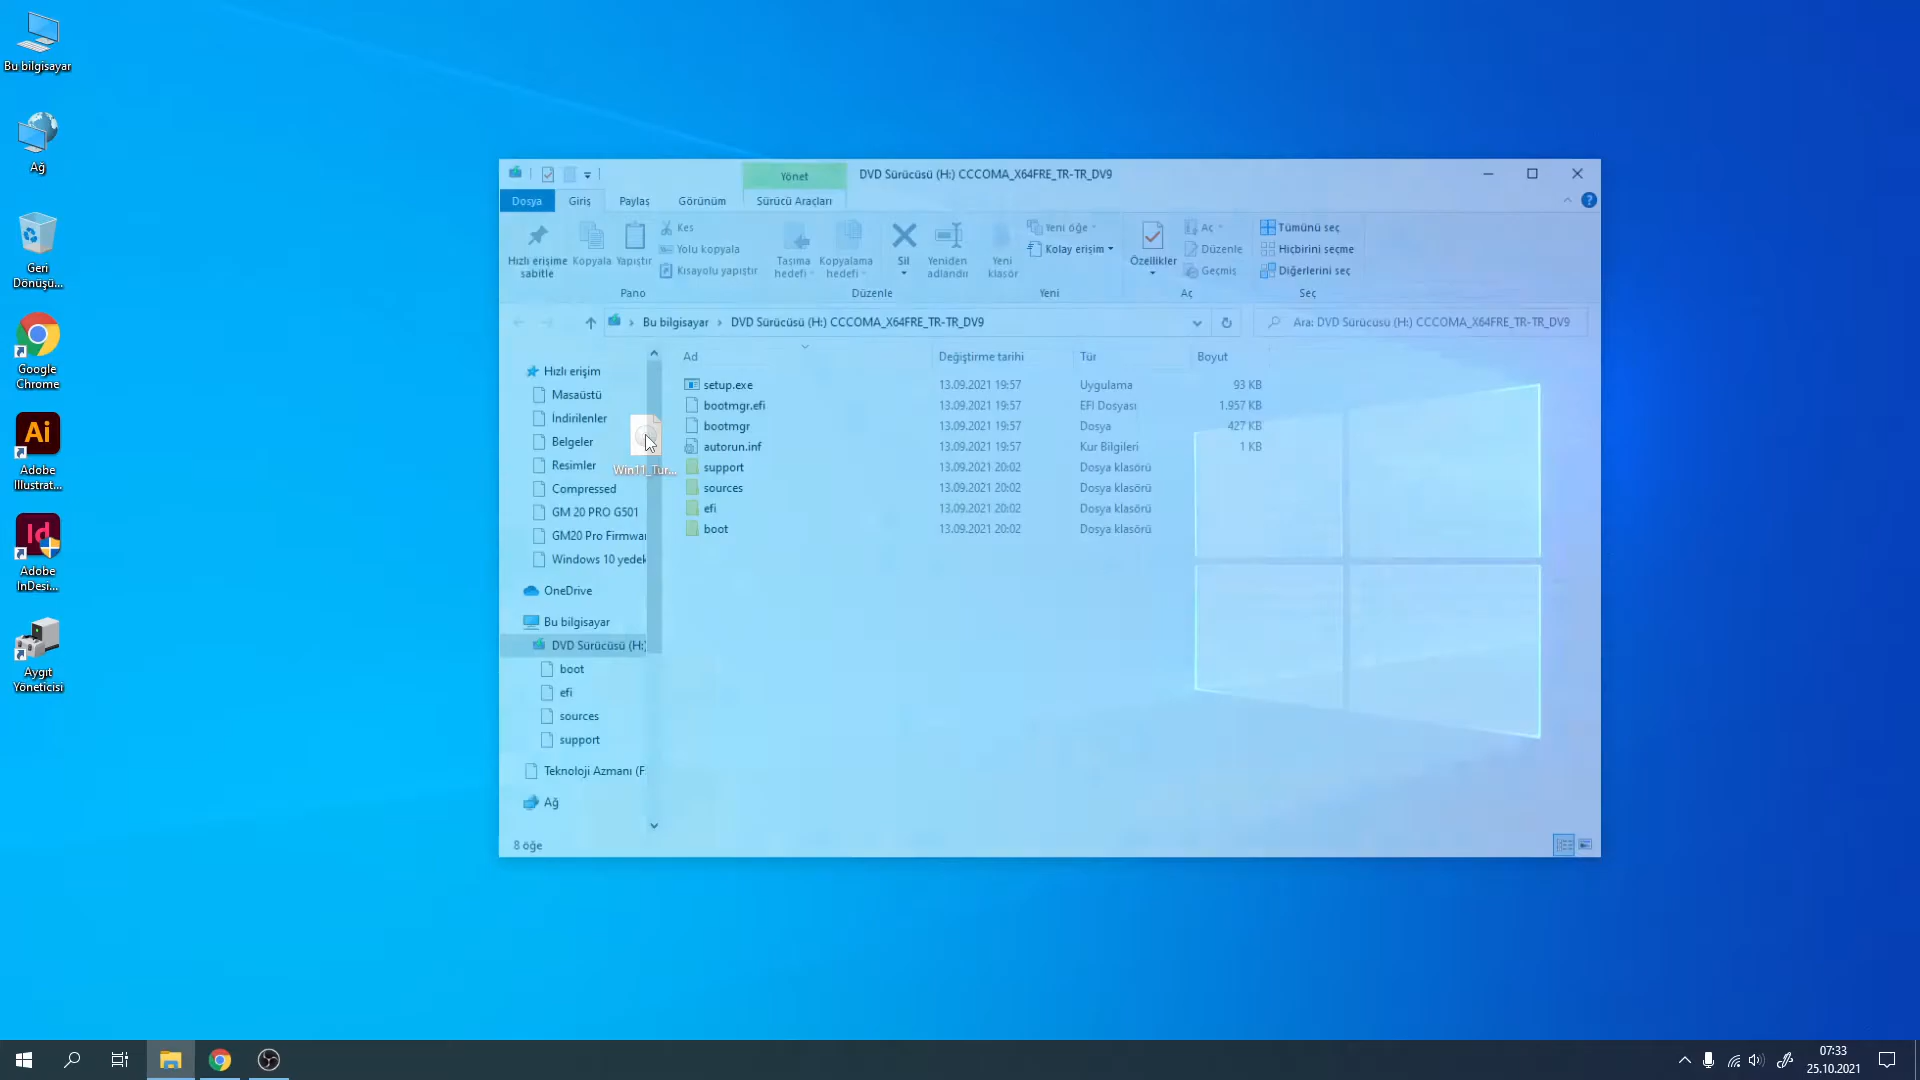 Bu bilgisayar
Ağ
Geri
Dönüşü...
Google
Chrome
Adobe
Illustrat...
Adobe
InDesi...
Aygıt
Yöneticisi
Yönet
DVD Sürücüsü (H:) CCCOMA_X64FRE_TR-TR_DV9
Dosya
Giriş
Paylaş
Görünüm
Sürücü Araçları
Hızlı erişime
sabitle
Kopyala
Yapıştır
Kes
Yolu kopyala
Kısayolu yapıştır
Pano
Taşıma
hedefi
Kopyalama
hedefi
Sil
Yeniden
adlandır
Düzenle
Yeni
klasör
Yeni öğe
Kolay erişim
Yeni
Özellikler
Aç
Düzenle
Geçmiş
Aç
Tümünü seç
Hiçbirini seçme
Diğerlerini seç
Seç
Bu bilgisayar > DVD Sürücüsü (H:) CCCOMA_X64FRE_TR-TR_DV9
Ara: DVD Sürücüsü (H:) CCCOMA_X64FRE_TR-TR_DV9
Hızlı erişim
Masaüstü
İndirilenler
Belgeler
Resimler
Compressed
GM 20 PRO G501
GM20 Pro Firmwar
Windows 10 yedek
OneDrive
Bu bilgisayar
DVD Sürücüsü (H:)
boot
efi
sources
support
Teknoloji Azmanı (F
Ağ
Win11_Tur...
Ad Değiştirme tarihi Tür Boyut
setup.exe 13.09.2021 19:57 Uygulama 93 KB
bootmgr.efi 13.09.2021 19:57 EFI Dosyası 1.957 KB
bootmgr 13.09.2021 19:57 Dosya 427 KB
autorun.inf 13.09.2021 19:57 Kur Bilgileri 1 KB
support 13.09.2021 20:02 Dosya klasörü
sources 13.09.2021 20:02 Dosya klasörü
efi 13.09.2021 20:02 Dosya klasörü
boot 13.09.2021 20:02 Dosya klasörü
8 öğe
07:33
25.10.2021